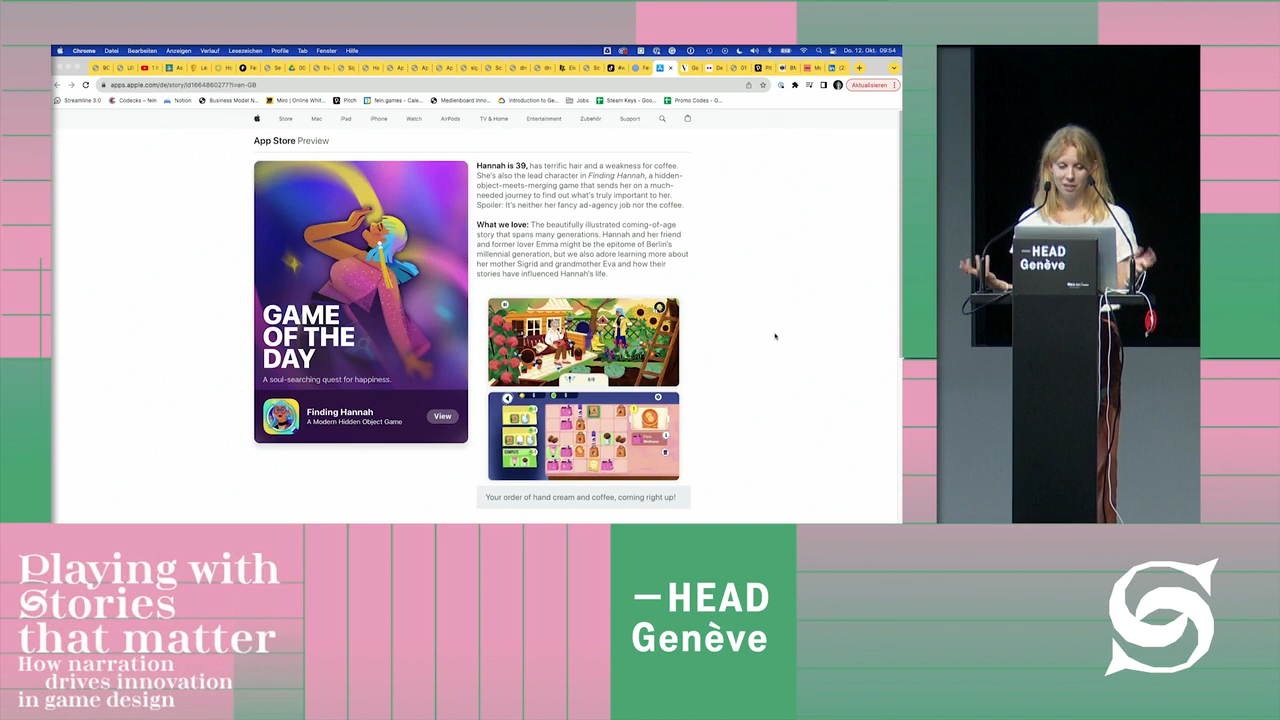 Chrome Datei Bearbeiten Anzeigen Verlauf Lesezeichen Profile Tab Fenster Hilfe
Do. 12. Okt. 09:54
apps.apple.com/de/story/id1664860277?l=en-GB
Aktualisieren
Streamline 3.0 Codecks – fein Notion Business Model N... Miro | Online Whit... Pitch fein.games – Cale... Medienboard Inno... Introduction to Ge... Jobs Steam Keys – Goo... Promo Codes – G...
Store Mac iPad iPhone Watch AirPods TV & Home Entertainment Zubehör Support
App Store Preview
GAME
OF THE
DAY
A soul-searching quest for happiness.
Finding Hannah
A Modern Hidden Object Game
View
Hannah is 39, has terrific hair and a weakness for coffee.
She's also the lead character in Finding Hannah, a hidden-
object-meets-merging game that sends her on a much-
needed journey to find out what's truly important to her.
Spoiler: It's neither her fancy ad-agency job nor the coffee.
What we love: The beautifully illustrated coming-of-age
story that spans many generations. Hannah and her friend
and former lover Emma might be the epitome of Berlin's
millennial generation, but we also adore learning more about
her mother Sigrid and grandmother Eva and how their
stories have influenced Hannah's life.
Your order of hand cream and coffee, coming right up!
—HEAD
Genève
Playing with
Stories
that matter
How narration
drives innovation
in game design
—HEAD
Genève